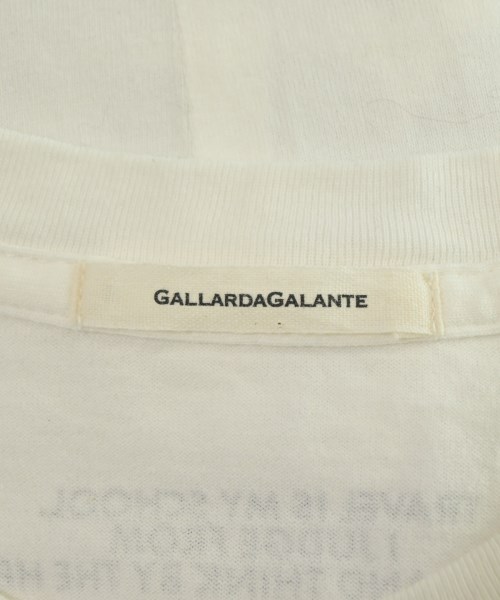 GALLARDAGALANTE
TRAVEL IS MY SCHOOL
I JUDGE FROM
AND THINK BY THE